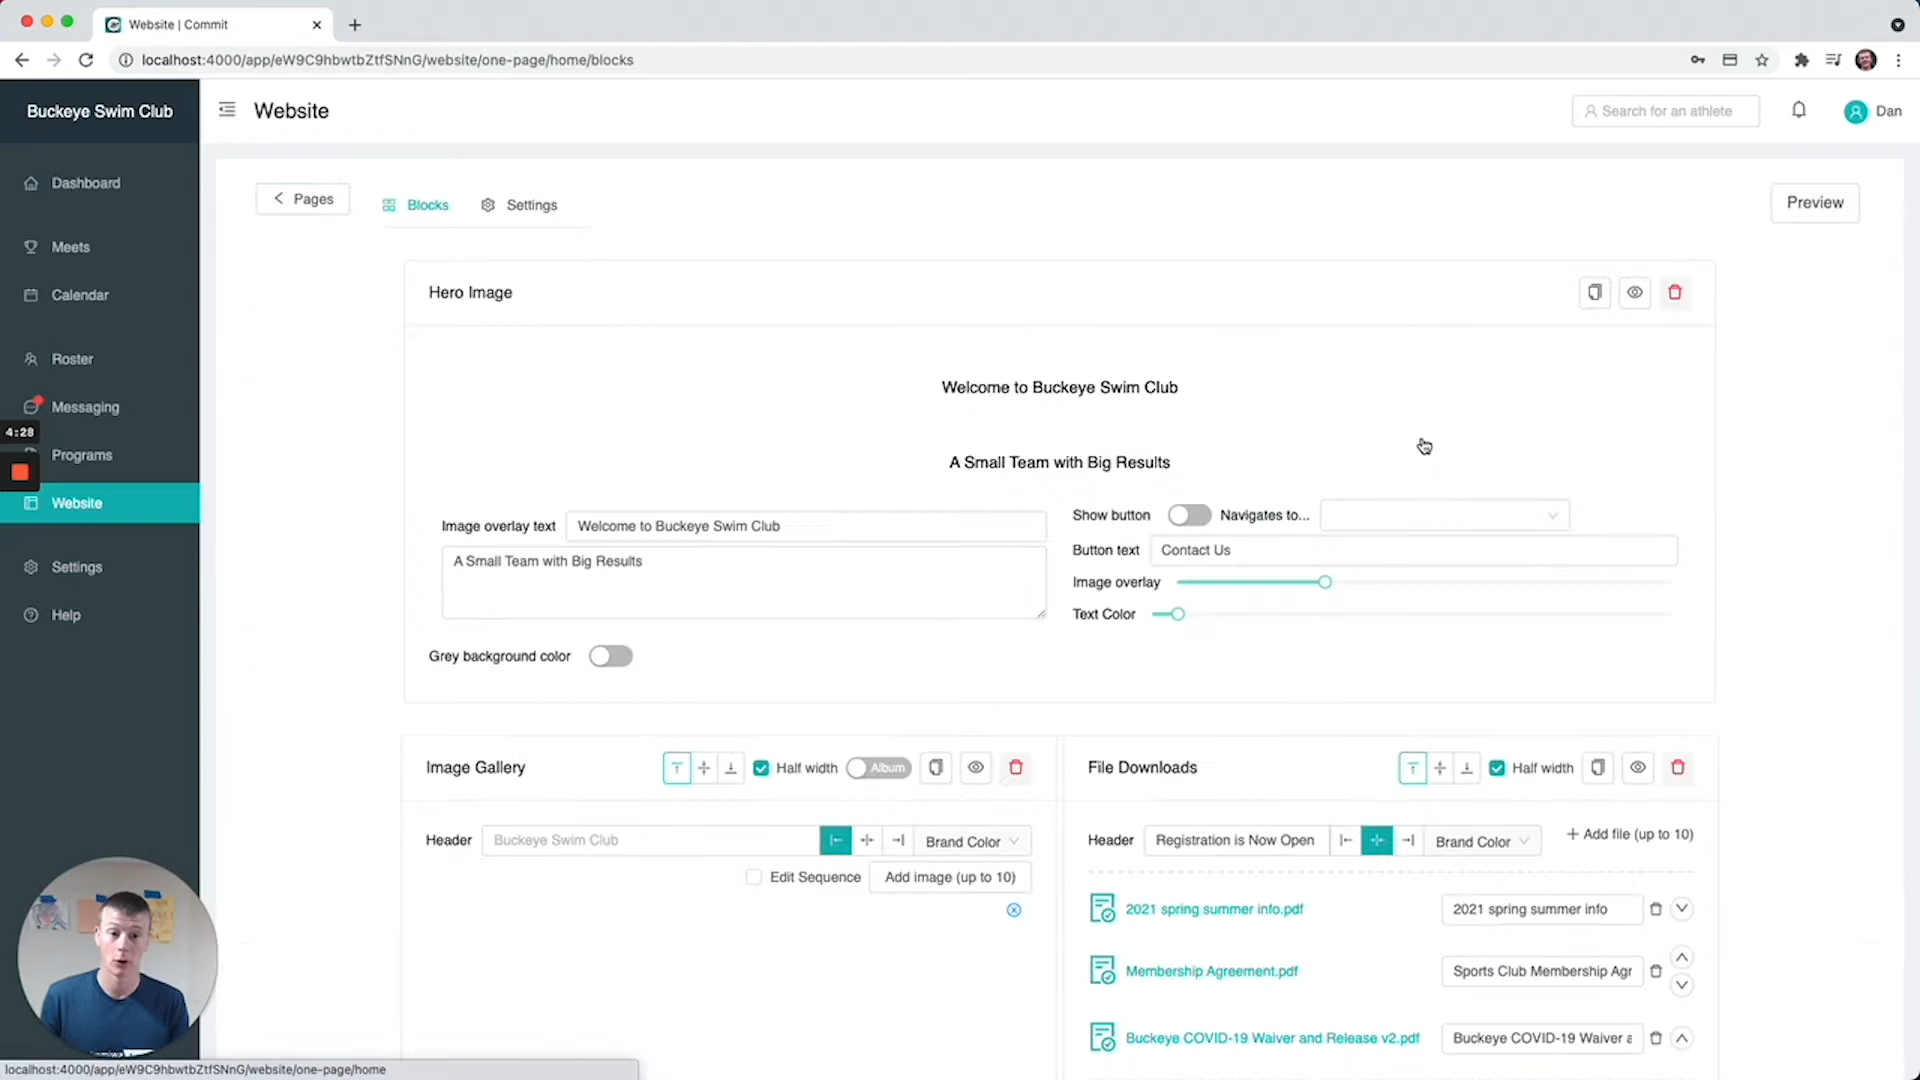 Website | Commit
localhost:4000/app/eW9C9hbwtbZtfSNnG/website/one-page/home/blocks
Buckeye Swim Club
Website
Search for an athlete
Dan
Dashboard
Meets
Calendar
Roster
Messaging
4:28
Programs
Website
Settings
Help
Pages
Blocks
Settings
Preview
Hero Image
Welcome to Buckeye Swim Club
A Small Team with Big Results
Image overlay text
Welcome to Buckeye Swim Club
A Small Team with Big Results
Show button
Navigates to...
Button text
Contact Us
Image overlay
Text Color
Grey background color
Image Gallery
Half width
Album
Header
Buckeye Swim Club
Brand Color
Edit Sequence
Add image (up to 10)
File Downloads
Half width
Header
Registration is Now Open
Brand Color
+ Add file (up to 10)
2021 spring summer info.pdf
2021 spring summer info
Membership Agreement.pdf
Sports Club Membership Agr
Buckeye COVID-19 Waiver and Release v2.pdf
Buckeye COVID-19 Waiver a
localhost:4000/app/eW9C9hbwtbZtfSNnG/website/one-page/home